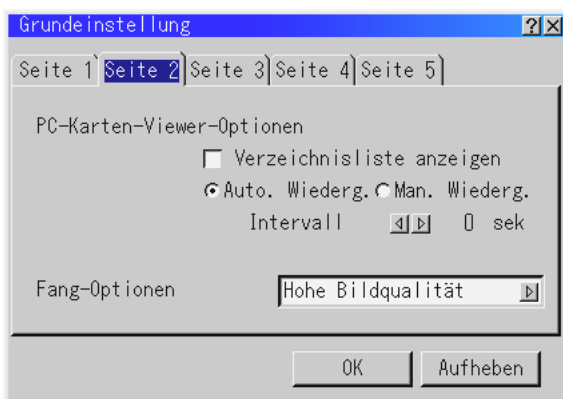 Grundeinstellung
Seite 1 Seite 2 Seite 3 Seite 4 Seite 5
PC-Karten-Viewer-Optionen
Verzeichnisliste anzeigen
Auto. Wiederg. Man. Wiederg.
Intervall 0 sek
Fang-Optionen Hohe Bildqualität
OK Aufheben